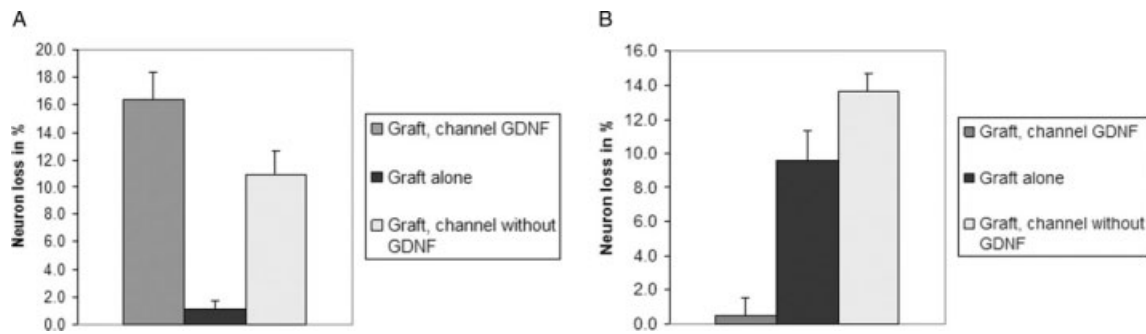 A
Neuron loss in %
20.0
18.0
16.0
14.0
12.0
10.0
8.0
6.0
4.0
2.0
0.0
Graft, channel GDNF
Graft alone
Graft, channel without
GDNF
B
Neuron loss in %
16.0
14.0
12.0
10.0
8.0
6.0
4.0
2.0
0.0
Graft, channel GDNF
Graft alone
Graft, channel without
GDNF